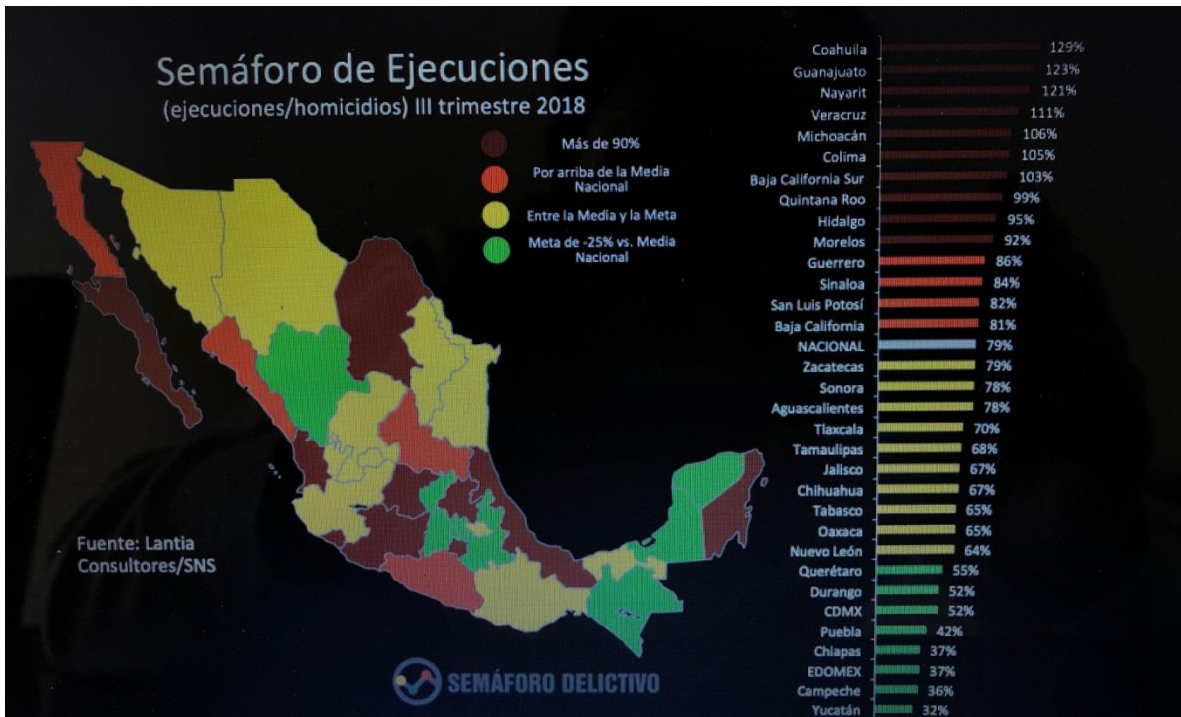 Semáforo de Ejecuciones
(ejecuciones/homicidios) III trimestre 2018
Más de 90%
Por arriba de la Media
Nacional
Entre la Media y la Meta
Meta de -25% vs. Media
Nacional
Fuente: Lantia
Consultores/SNS
SEMÁFORO DELICTIVO
Coahuila 129%
Guanajuato 123%
Nayarit 121%
Veracruz 111%
Michoacán 106%
Colima 105%
Baja California Sur 103%
Quintana Roo 99%
Hidalgo 95%
Morelos 92%
Guerrero 86%
Sinaloa 84%
San Luis Potosí 82%
Baja California 81%
NACIONAL 79%
Zacatecas 79%
Sonora 78%
Aguascalientes 78%
Tlaxcala 70%
Tamaulipas 68%
Jalisco 67%
Chihuahua 67%
Tabasco 65%
Oaxaca 65%
Nuevo León 64%
Querétaro 55%
Durango 52%
CDMX 52%
Puebla 42%
Chiapas 37%
EDOMEX 37%
Campeche 36%
Yucatán 32%